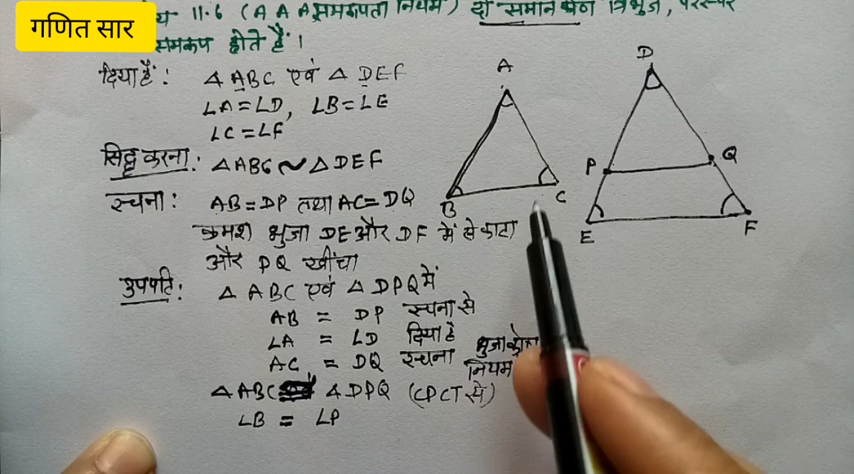 गणित सार
11.6 (A A A समरूपता नियम) दो समान कोण त्रिभुज, परस्पर
समरूप होते हैं।
दिया है: △ ABC एवं △ DEF
∠A = ∠D, ∠B = ∠E
∠C = ∠F
सिद्ध करना: △ABC ~ △DEF
रचना: AB = DP तथा AC = DQ
क्रमश भुजा DE और DF में से काटा
और PQ खींचा
उपपति: △ ABC एवं △ DPQ में
AB = DP रचना से
∠A = ∠D दिया है
AC = DQ रचना
नियम
△ABC △DPQ (CPCT से)
∠B = ∠P
A
B
C
D
P
Q
E
F